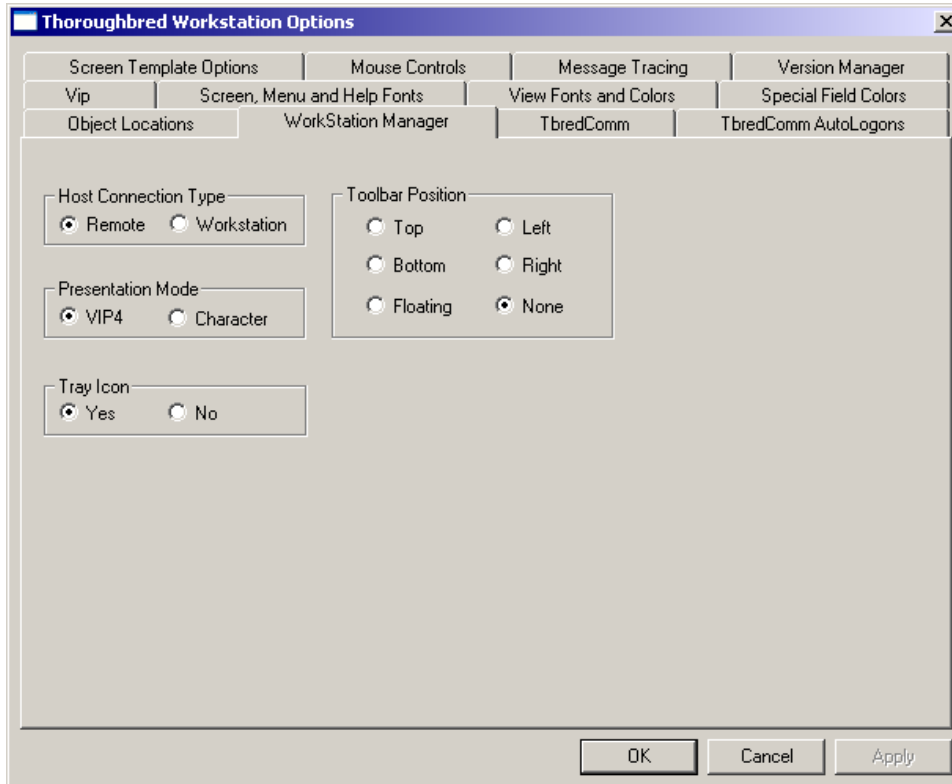 Thoroughbred Workstation Options
Screen Template Options Mouse Controls Message Tracing Version Manager
Vip Screen, Menu and Help Fonts View Fonts and Colors Special Field Colors
Object Locations WorkStation Manager TbredComm TbredComm AutoLogons
Host Connection Type
Remote Workstation
Toolbar Position
Top Left
Bottom Right
Floating None
Presentation Mode
VIP4 Character
Tray Icon
Yes No
OK Cancel Apply